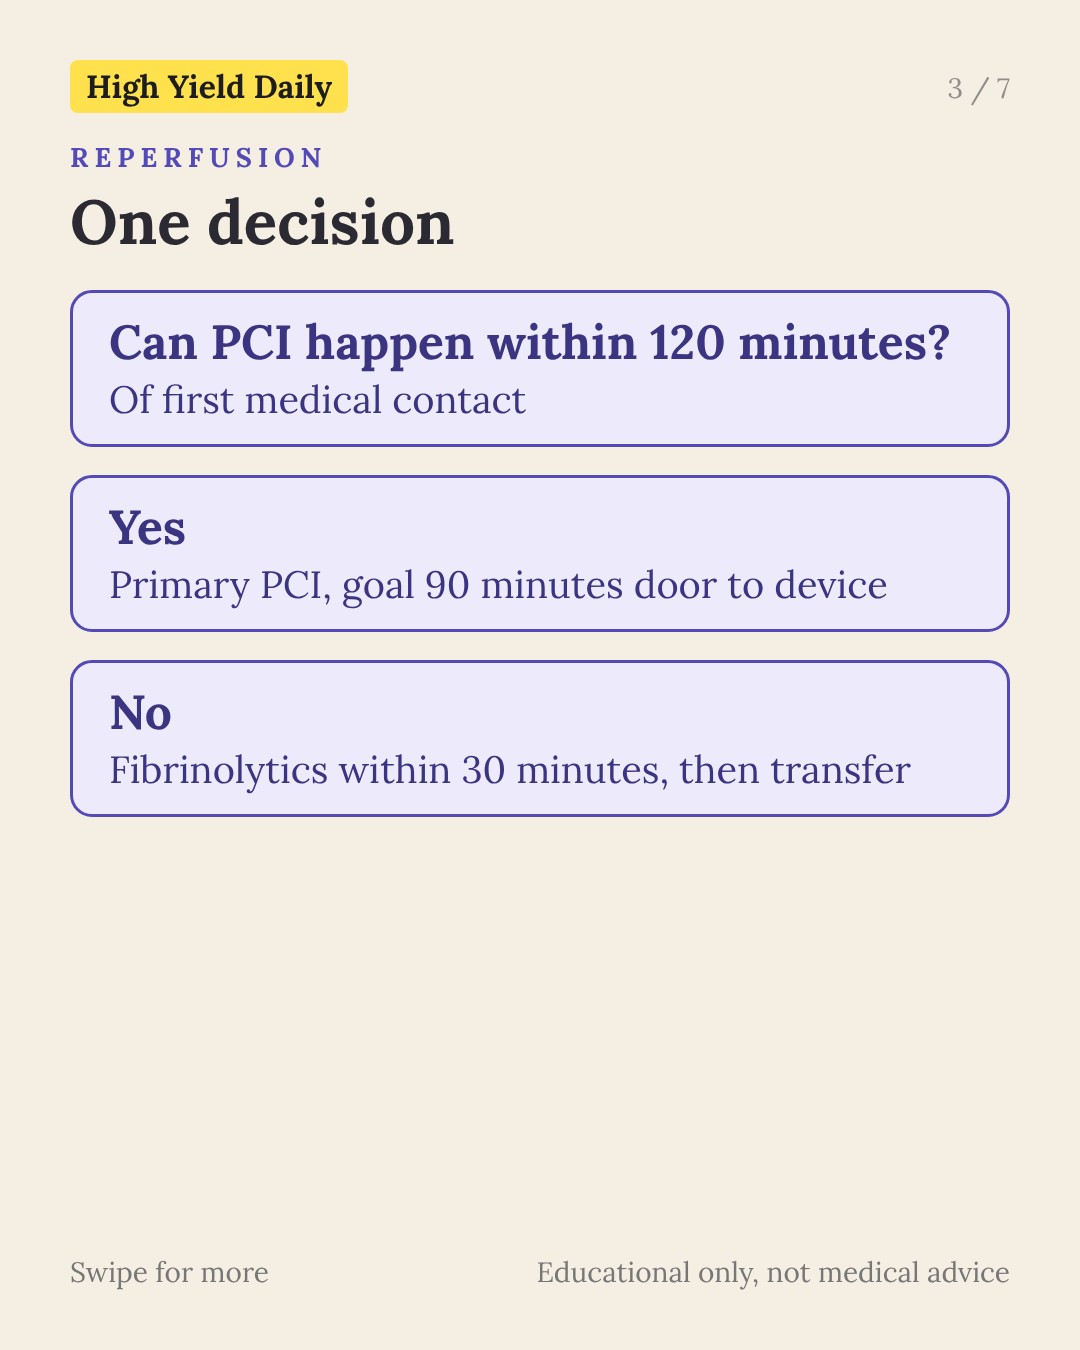 High Yield Daily
3 / 7
REPERFUSION
One decision
Can PCI happen within 120 minutes?
Of first medical contact
Yes
Primary PCI, goal 90 minutes door to device
No
Fibrinolytics within 30 minutes, then transfer
Swipe for more
Educational only, not medical advice